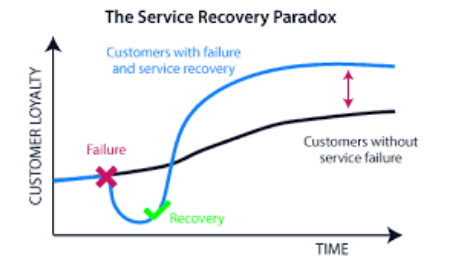 The Service Recovery Paradox
Customers with failure
and service recovery
CUSTOMER LOYALTY
Failure
Customers without
service failure
Recovery
TIME